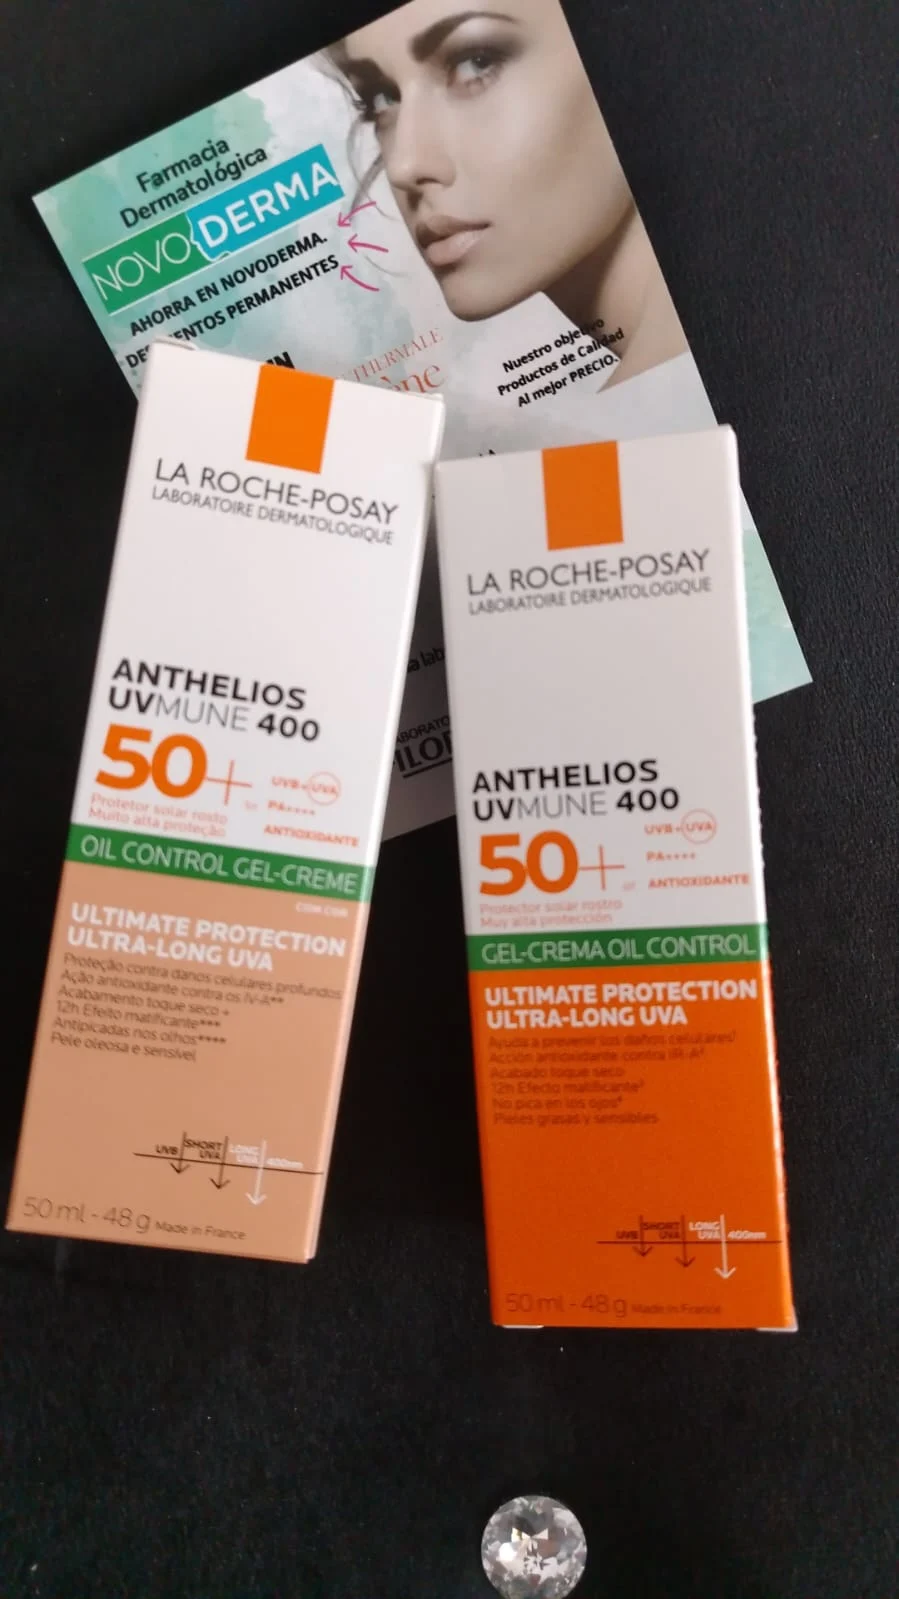 Farmacia
Dermatológica
NOVODERMA
AHORRA EN NOVODERMA.
PERMANENTES
THERMALE
Nuestro objetivo
Productos de Calidad
Al mejor PRECIO.
LA ROCHE-POSAY
LABORATOIRE DERMATOLOGIQUE
ANTHELIOS
UVMUNE 400
50+
UVB+UVA
PA++++
ANTIOXIDANTE
Protetor solar rosto
Muito alta proteção
OIL CONTROL GEL-CREME
COM COR
ULTIMATE PROTECTION
ULTRA-LONG UVA
Proteção contra danos celulares profundos
Ação antioxidante contra os IV-A**
Acabamento toque seco +
12h Efeito matificante***
Antipicadas nos olhos****
Pele oleosa e sensível
UVB
SHORT UVA
LONG UVA
400nm
50 ml - 48 g Made in France
LA ROCHE-POSAY
LABORATOIRE DERMATOLOGIQUE
ANTHELIOS
UVMUNE 400
50+
UVB+UVA
PA++++
ANTIOXIDANTE
Protector solar rostro
Muy alta protección
GEL-CREMA OIL CONTROL
ULTIMATE PROTECTION
ULTRA-LONG UVA
Ayuda a prevenir los daños celulares
Acción antioxidante contra IR-A
Acabado toque seco
12h Efecto matificante
No pica en los ojos
Pieles grasas y sensibles
UVB
SHORT UVA
LONG UVA
400nm
50 ml - 48 g Made in France